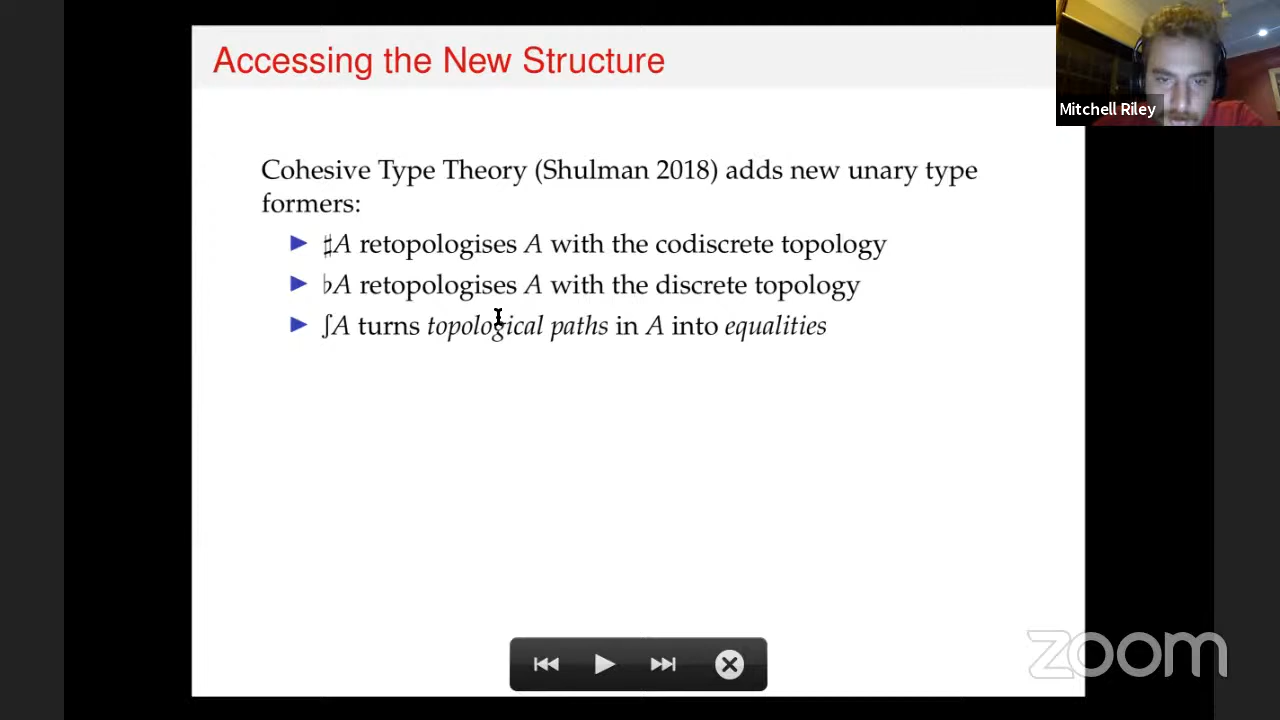 Accessing the New Structure
Mitchell Riley
Cohesive Type Theory (Shulman 2018) adds new unary type
formers:
▶ ♯A retopologises A with the codiscrete topology
▶ ♭A retopologises A with the discrete topology
▶ ʃA turns topological paths in A into equalities
zoom